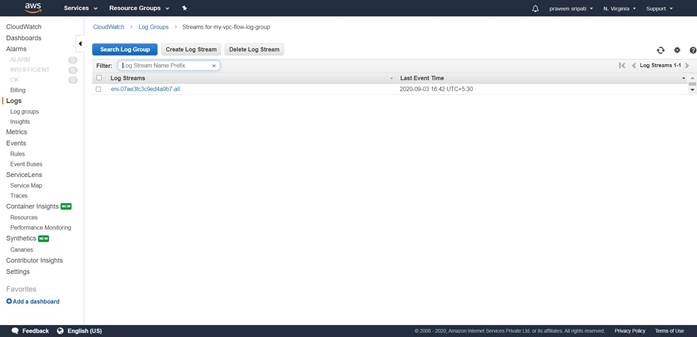 aws
Services
Resource Groups
praveen sripati
N. Virginia
Support
CloudWatch
Dashboards
Alarms
ALARM
0
INSUFFICIENT
0
OK
0
Billing
Logs
Log groups
Insights
Metrics
Events
Rules
Event Buses
ServiceLens
Service Map
Traces
Container Insights NEW
Resources
Performance Monitoring
Synthetics NEW
Canaries
Contributor Insights
Settings
Favorites
Add a dashboard
CloudWatch
Log Groups
Streams for my-vpc-flow-log-group
Search Log Group
Create Log Stream
Delete Log Stream
Filter: Log Stream Name Prefix
Log Streams 1-1
Log Streams
Last Event Time
2020-09-03 16:42 UTC+5:30
Feedback
English (US)
© 2008 - 2020, Amazon Internet Services Private Ltd. or its affiliates. All rights reserved.
Privacy Policy
Terms of Use